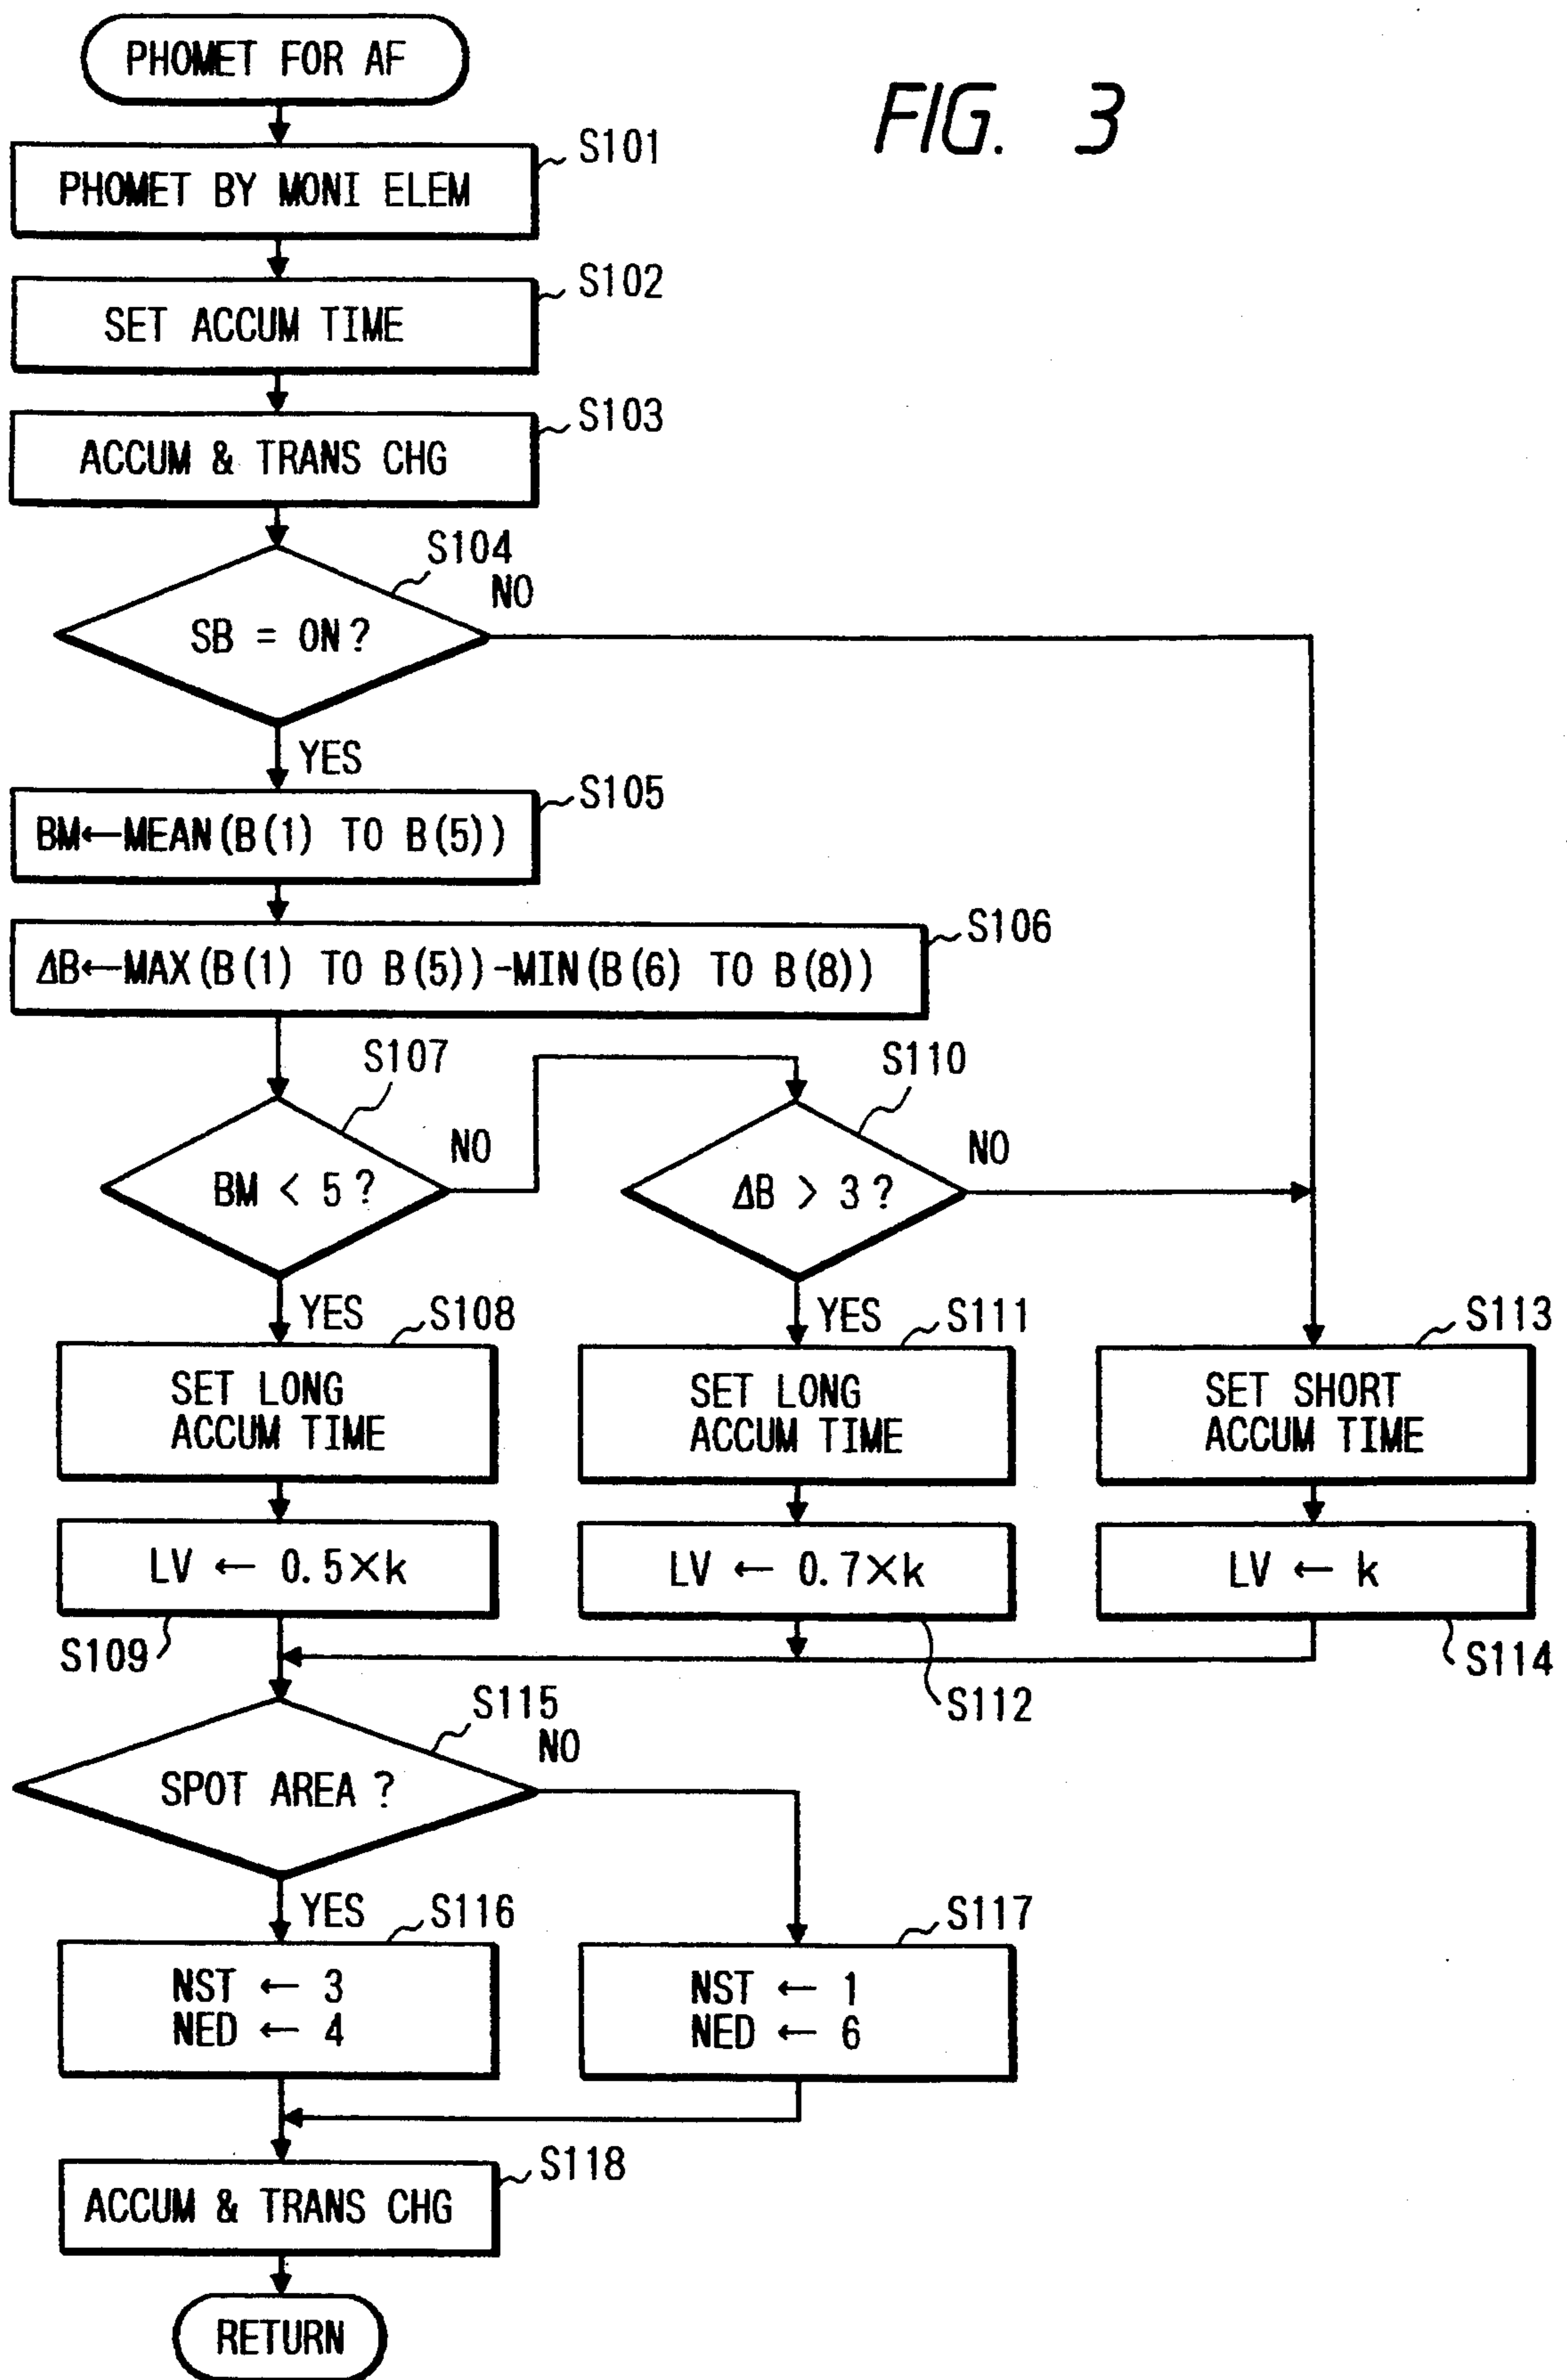 FIG. 3
PHOMET FOR AF
S101
PHOMET BY MONI ELEM
S102
SET ACCUM TIME
S103
ACCUM & TRANS CHG
S104
NO
SB = ON?
YES
S105
BM←MEAN(B(1) TO B(5))
S106
ΔB←MAX(B(1) TO B(5))-MIN(B(6) TO B(8))
S107
S110
NO
NO
BM < 5?
ΔB > 3?
YES
S108
YES
S111
S113
SET LONG
ACCUM TIME
SET LONG
ACCUM TIME
SET SHORT
ACCUM TIME
LV ← 0.5×k
LV ← 0.7×k
LV ← k
S109
S112
S114
S115
NO
SPOT AREA?
YES
S116
S117
NST ← 3
NED ← 4
NST ← 1
NED ← 6
S118
ACCUM & TRANS CHG
RETURN